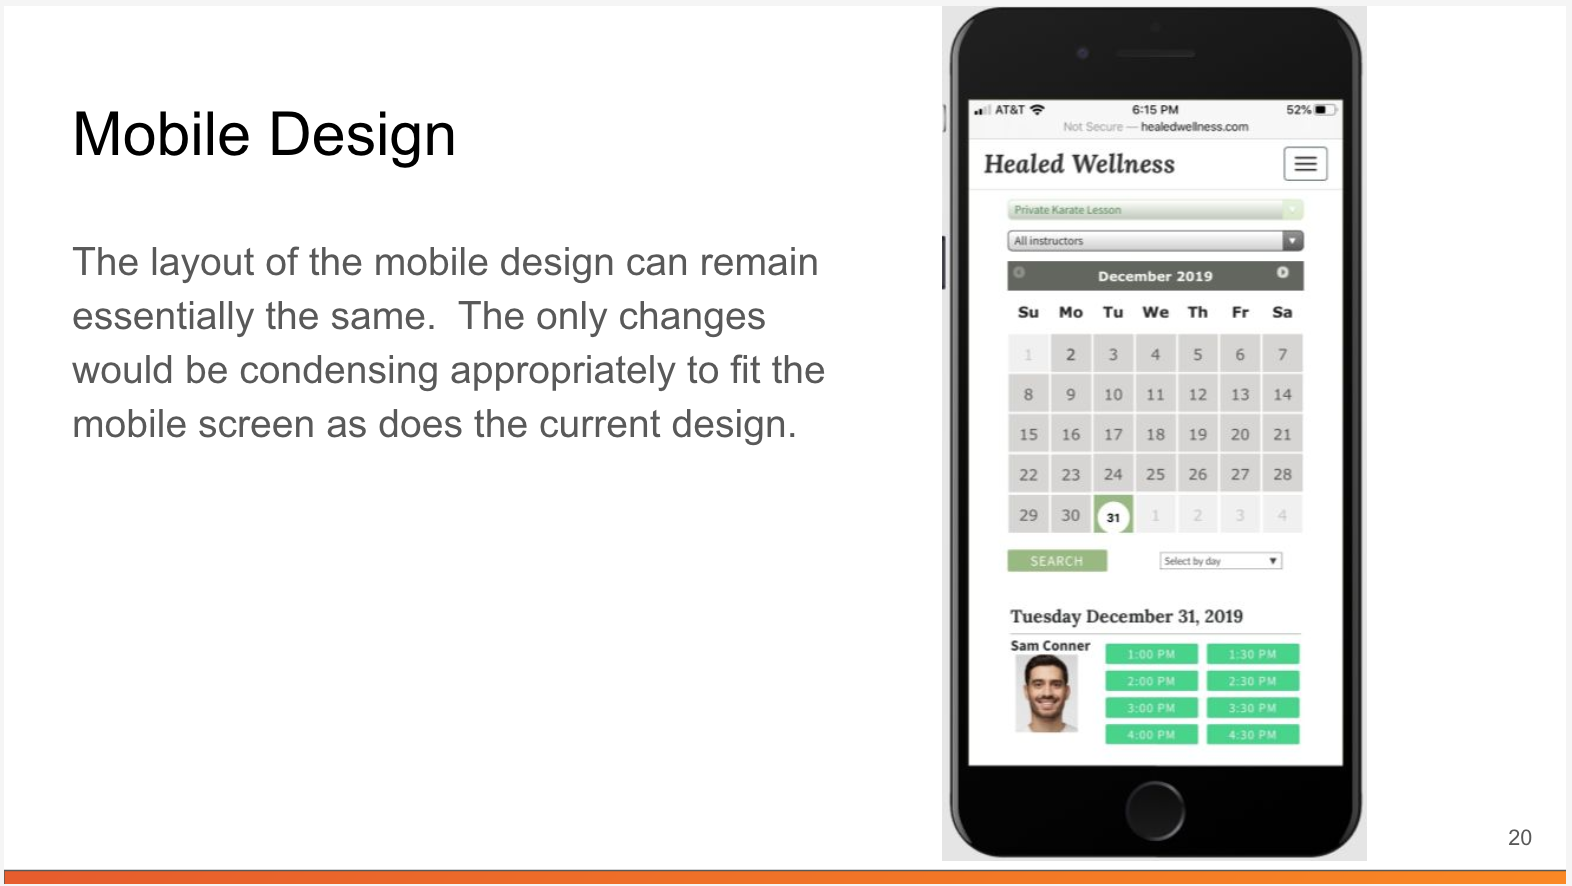 Mobile Design
The layout of the mobile design can remain
essentially the same.  The only changes
would be condensing appropriately to fit the
mobile screen as does the current design.
AT&T 6:15 PM 52%
Not Secure — healedwellness.com
Healed Wellness
Private Karate Lesson
All instructors
December 2019
Su Mo Tu We Th Fr Sa
1 2 3 4 5 6 7
8 9 10 11 12 13 14
15 16 17 18 19 20 21
22 23 24 25 26 27 28
29 30 31 1 2 3 4
SEARCH Select by day
Tuesday December 31, 2019
Sam Conner
1:00 PM 1:30 PM
2:00 PM 2:30 PM
3:00 PM 3:30 PM
4:00 PM 4:30 PM
20